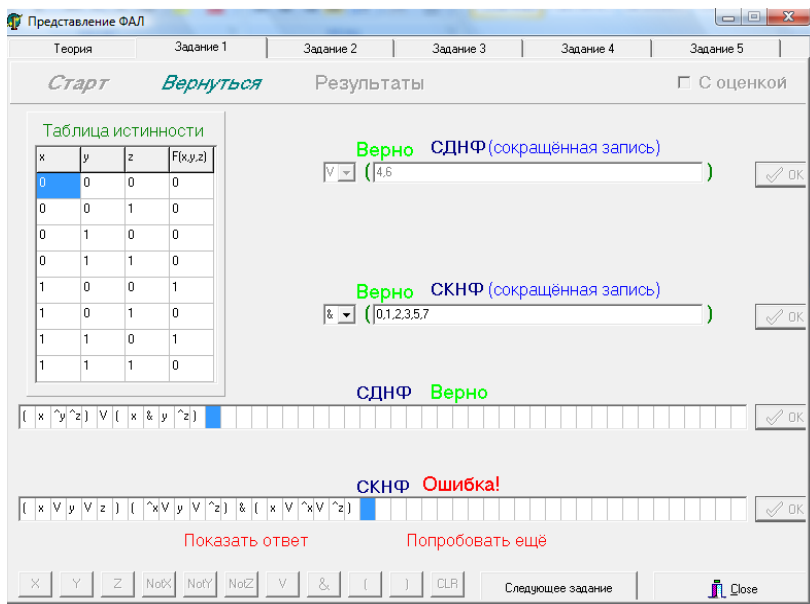 Представление ФАЛ
Теория Задание 1 Задание 2 Задание 3 Задание 4 Задание 5
Старт Вернуться Результаты С оценкой
Таблица истинности
x y z F(x,y,z)
0 0 0 0
0 0 1 0
0 1 0 0
0 1 1 0
1 0 0 1
1 0 1 0
1 1 0 1
1 1 1 0
Верно СДНФ (сокращённая запись)
V ( 4,6 ) OK
Верно СКНФ (сокращённая запись)
& ( 0,1,2,3,5,7 ) OK
СДНФ Верно
( x ^y ^z ) V ( x & y ^z ) OK
СКНФ Ошибка!
( x V y V z ) ( ^x V y V ^z ) & ( x V ^x V ^z ) OK
Показать ответ Попробовать ещё
X Y Z NotX NotY NotZ V & ( ) CLR Следующее задание Close